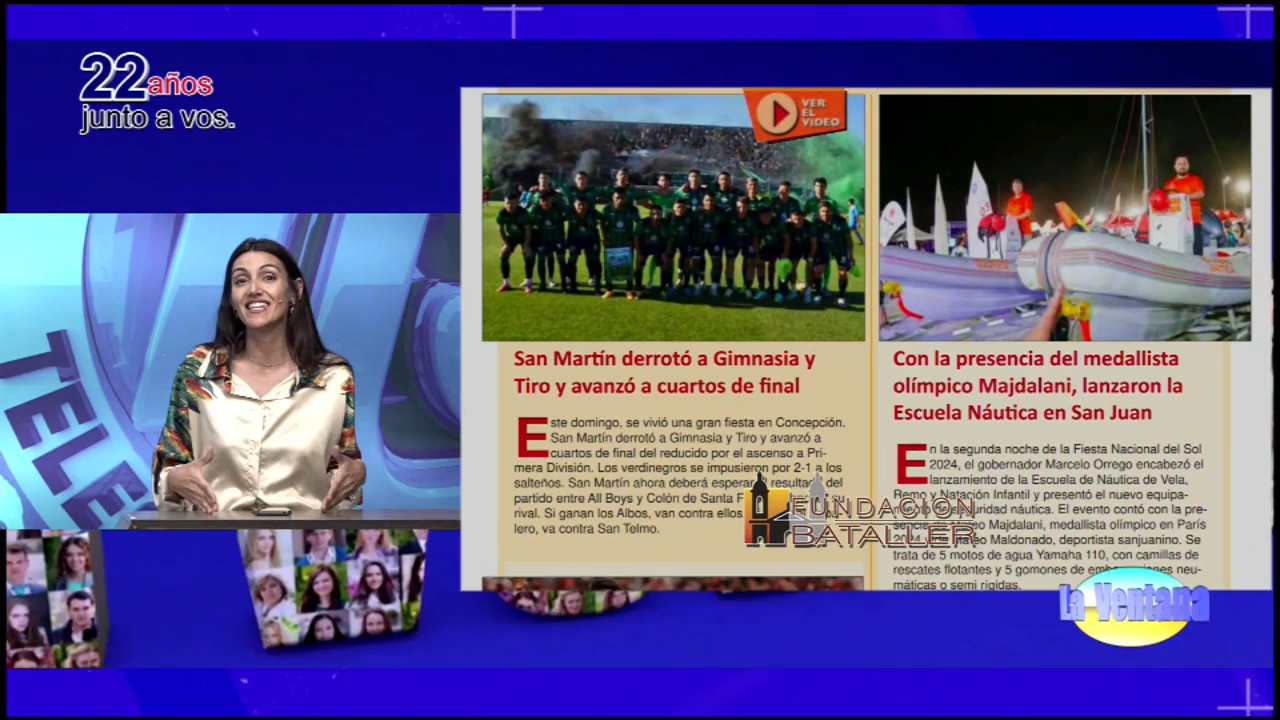 22 años
junto a vos.
TELE
VER
EL
VIDEO
San Martín derrotó a Gimnasia y
Tiro y avanzó a cuartos de final
Este domingo, se vivió una gran fiesta en Concepción.
San Martín derrotó a Gimnasia y Tiro y avanzó a
cuartos de final del reducido por el ascenso a Pri-
mera División. Los verdinegros se impusieron por 2-1 a los
salteños. San Martín ahora deberá esperar resultad del
partido entre All Boys y Colón de Santa F
rival. Si ganan los Albos, van contra ellos
lero, va contra San Telmo.
Con la presencia del medallista
olímpico Majdalani, lanzaron la
Escuela Náutica en San Juan
En la segunda noche de la Fiesta Nacional del Sol
2024, el gobernador Marcelo Orrego encabezó el
lanzamiento de la Escuela de Náutica de Vela,
Remo y Natación Infantil y presentó el nuevo equipa-
náutica. El evento contó con la pre-
Majdalani, medallista olímpico en París
Maldonado, deportista sanjuanino. Se
trata de 5 motos de agua Yamaha 110, con camillas de
rescates flotantes y 5 gomones de neu-
máticas o semi rígidas.
FUNDACION
BATALLER
La Ventana